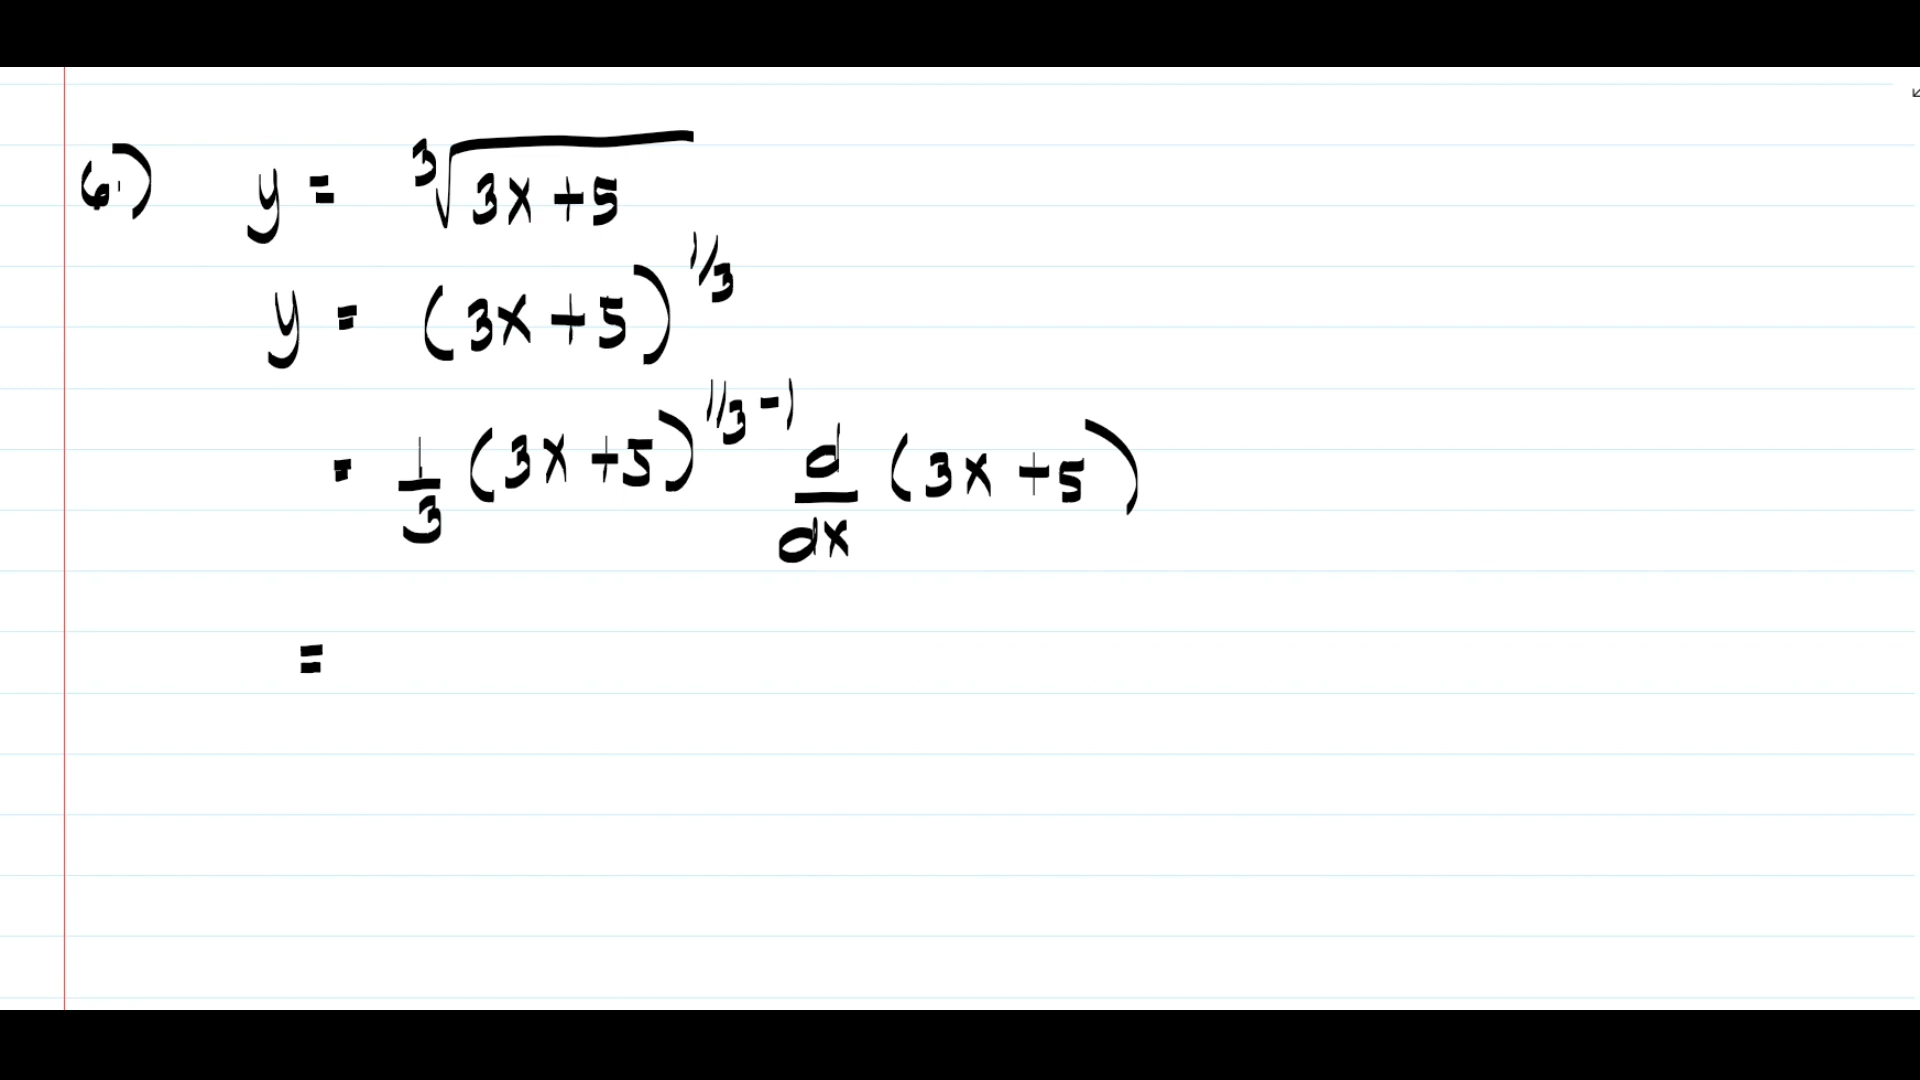 6.) y = ∛(3x+5)
y = (3x+5)^1/3
= 1/3 (3x+5)^1/3-1 d/dx (3x+5)
=